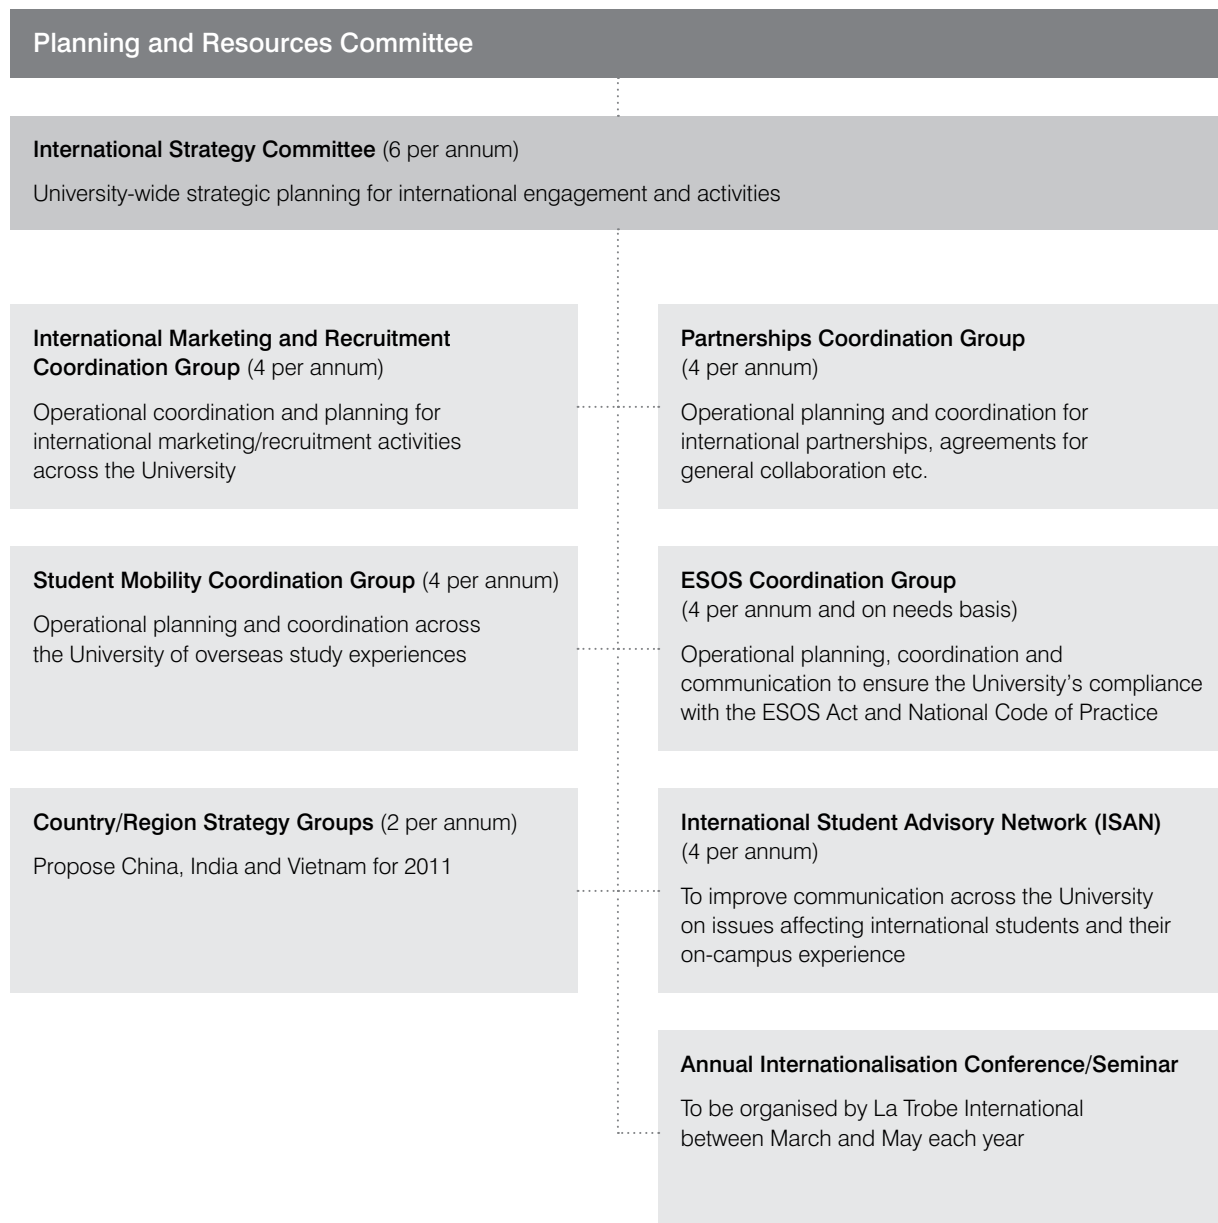 Planning and Resources Committee
International Strategy Committee (6 per annum)
University-wide strategic planning for international engagement and activities
International Marketing and Recruitment
Coordination Group (4 per annum)
Operational coordination and planning for
international marketing/recruitment activities
across the University
Partnerships Coordination Group
(4 per annum)
Operational planning and coordination for
international partnerships, agreements for
general collaboration etc.
Student Mobility Coordination Group (4 per annum)
Operational planning and coordination across
the University of overseas study experiences
ESOS Coordination Group
(4 per annum and on needs basis)
Operational planning, coordination and
communication to ensure the University’s compliance
with the ESOS Act and National Code of Practice
Country/Region Strategy Groups (2 per annum)
Propose China, India and Vietnam for 2011
International Student Advisory Network (ISAN)
(4 per annum)
To improve communication across the University
on issues affecting international students and their
on-campus experience
Annual Internationalisation Conference/Seminar
To be organised by La Trobe International
between March and May each year